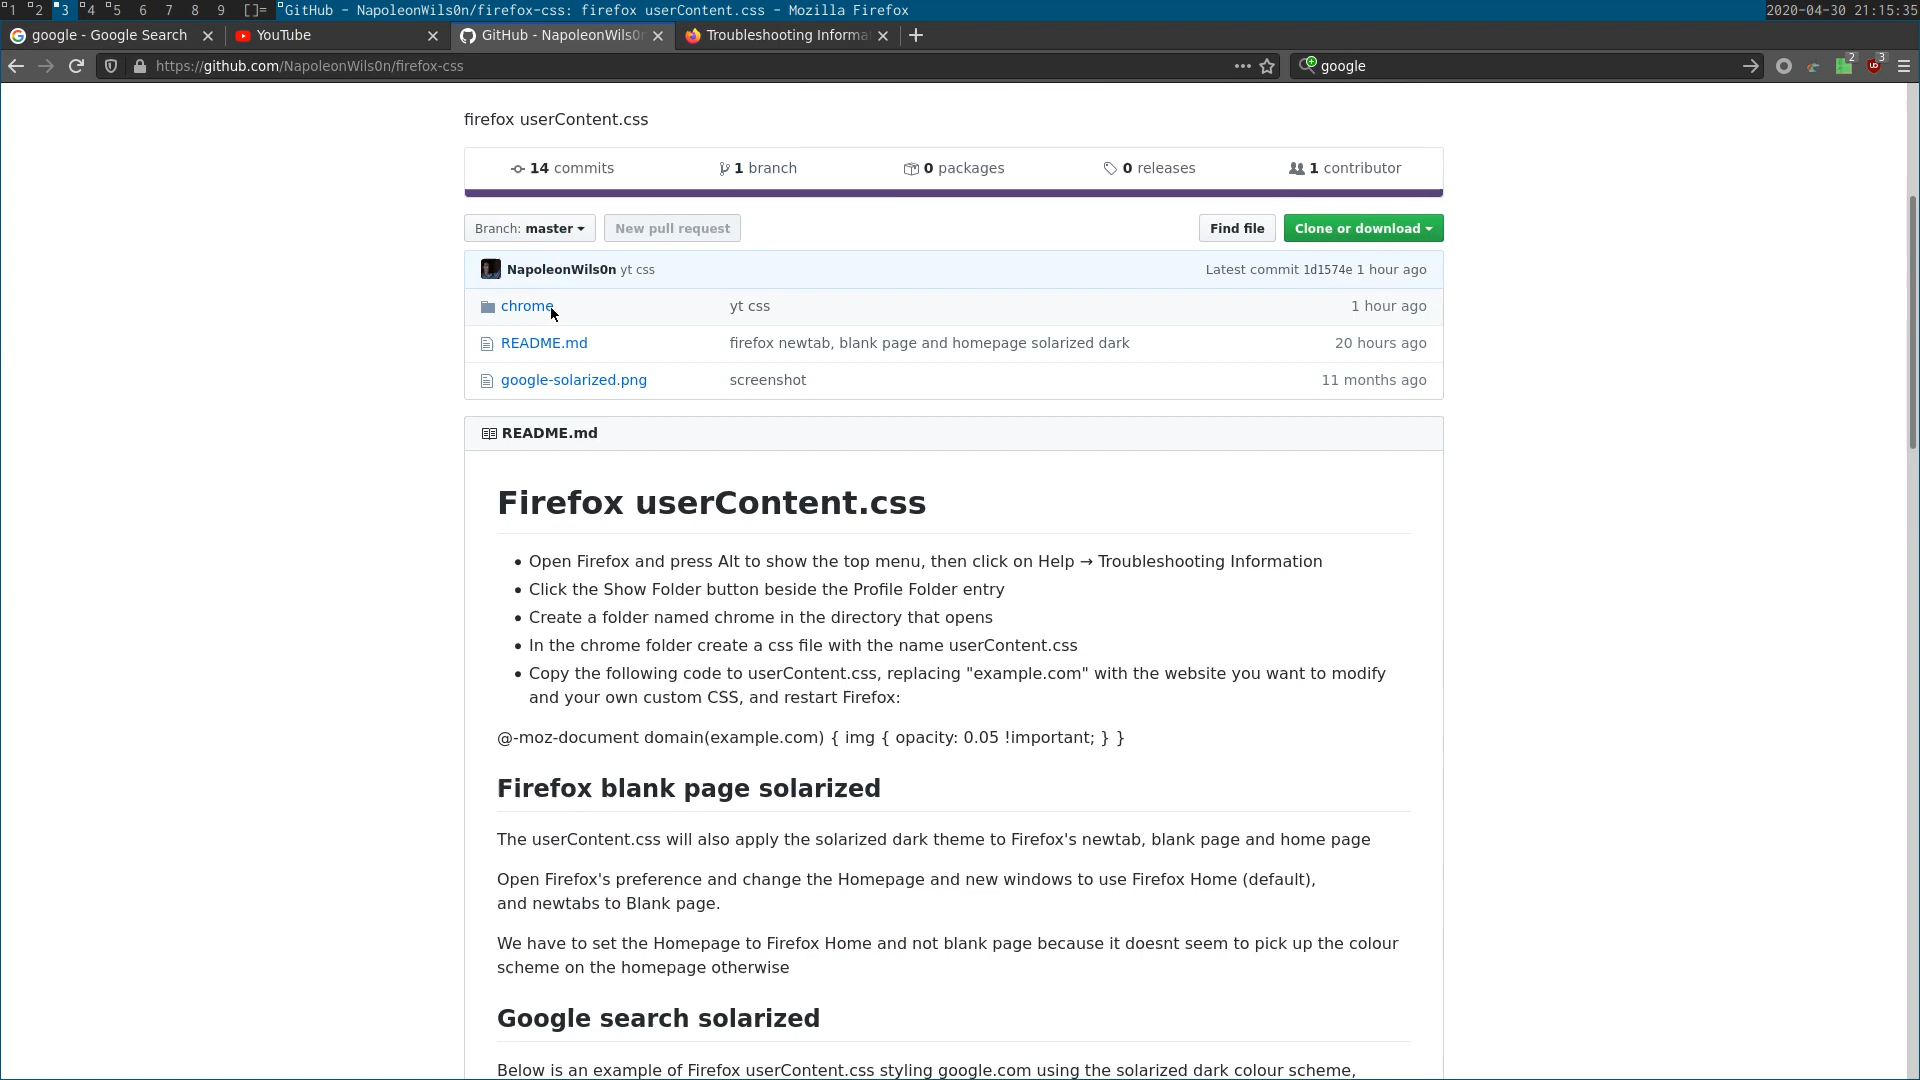 1 2 3 4 5 6 7 8 9 []= GitHub - NapoleonWils0n/firefox-css: firefox userContent.css - Mozilla Firefox 2020-04-30 21:15:35
google - Google Search YouTube GitHub - NapoleonWils0n Troubleshooting Informa
https://github.com/NapoleonWils0n/firefox-css google 2 3
firefox userContent.css
14 commits 1 branch 0 packages 0 releases 1 contributor
Branch: master New pull request Find file Clone or download
NapoleonWils0n yt css Latest commit 1d1574e 1 hour ago
chrome yt css 1 hour ago
README.md firefox newtab, blank page and homepage solarized dark 20 hours ago
google-solarized.png screenshot 11 months ago
README.md
Firefox userContent.css
• Open Firefox and press Alt to show the top menu, then click on Help → Troubleshooting Information
• Click the Show Folder button beside the Profile Folder entry
• Create a folder named chrome in the directory that opens
• In the chrome folder create a css file with the name userContent.css
• Copy the following code to userContent.css, replacing "example.com" with the website you want to modify
and your own custom CSS, and restart Firefox:
@-moz-document domain(example.com) { img { opacity: 0.05 !important; } }
Firefox blank page solarized
The userContent.css will also apply the solarized dark theme to Firefox's newtab, blank page and home page
Open Firefox's preference and change the Homepage and new windows to use Firefox Home (default),
and newtabs to Blank page.
We have to set the Homepage to Firefox Home and not blank page because it doesnt seem to pick up the colour
scheme on the homepage otherwise
Google search solarized
Below is an example of Firefox userContent.css styling google.com using the solarized dark colour scheme,